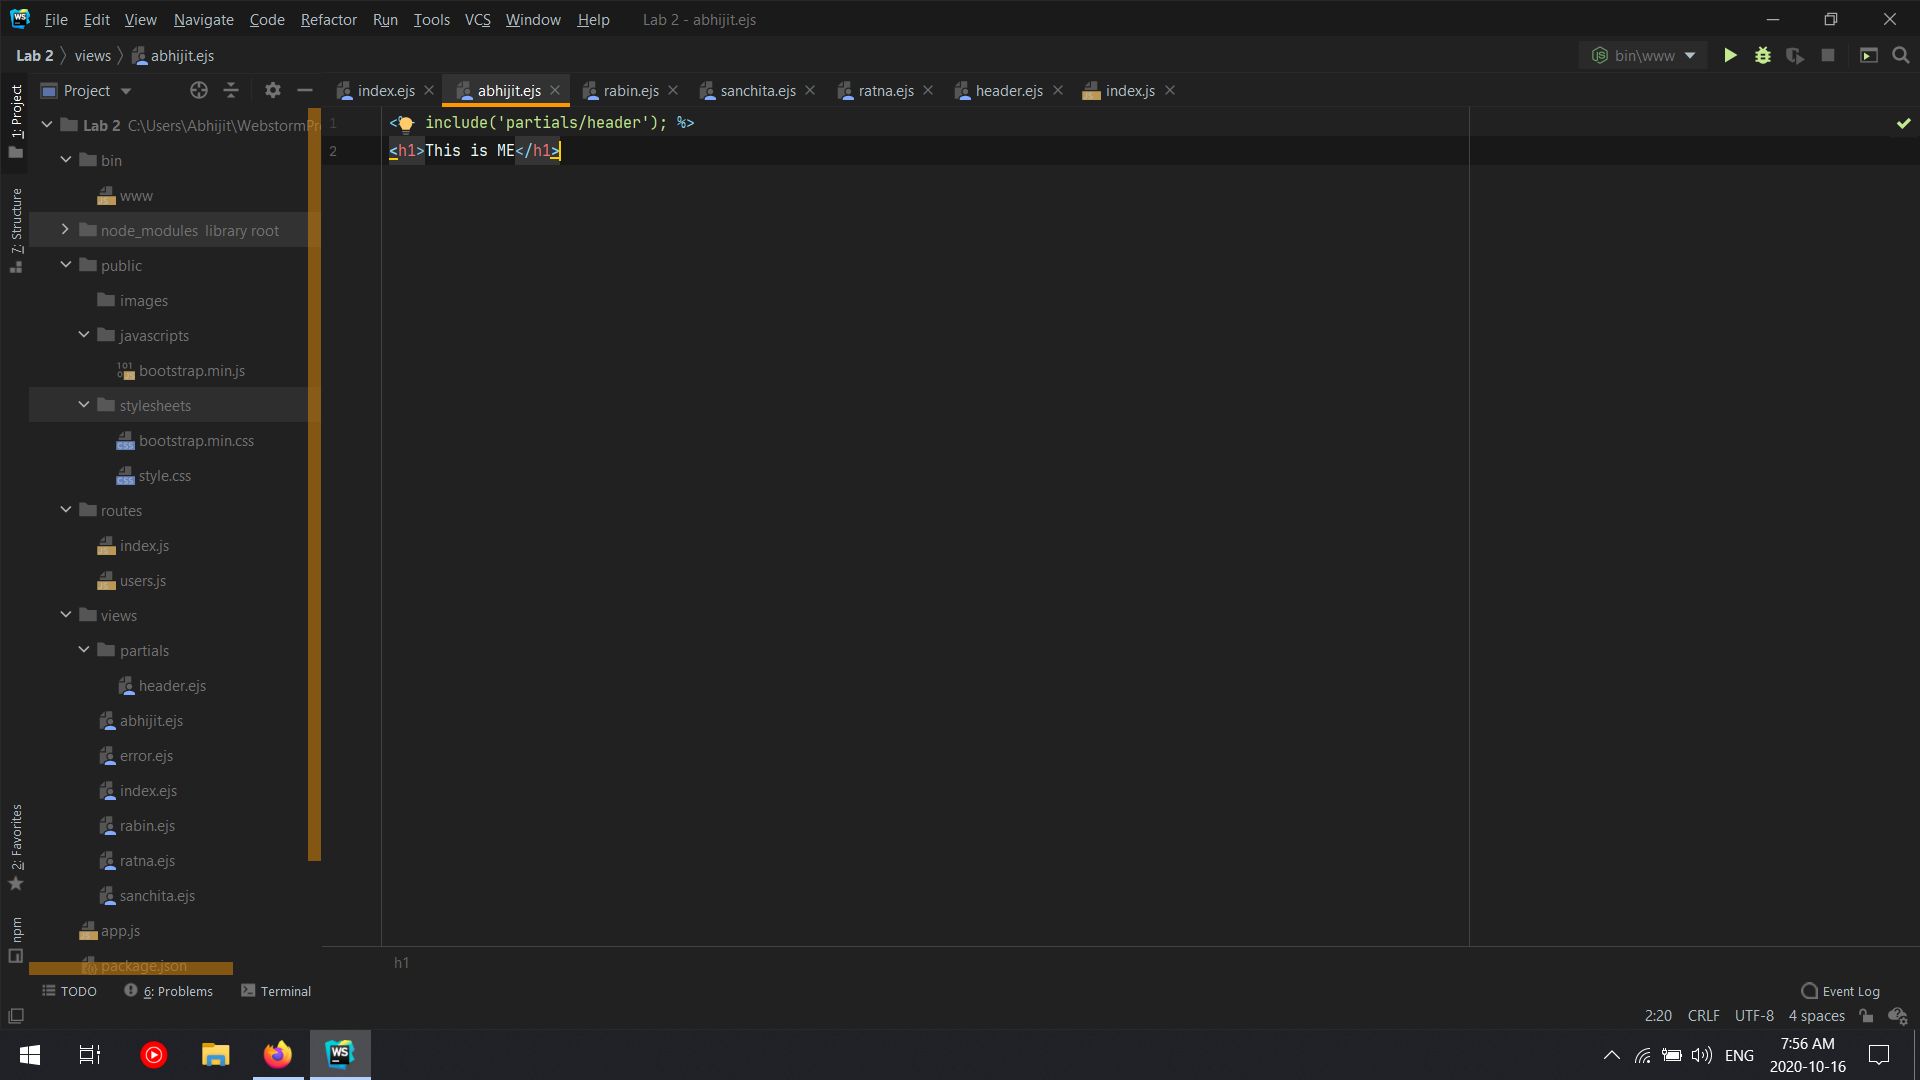 File Edit View Navigate Code Refactor Run Tools VCS Window Help Lab 2 - abhijit.ejs
Lab 2 views abhijit.ejs bin\www
Project index.ejs abhijit.ejs rabin.ejs sanchita.ejs ratna.ejs header.ejs index.js
1: Project
7: Structure
2: Favorites
npm
Lab 2 C:\Users\Abhijit\WebstormPr
bin
www
node_modules library root
public
images
javascripts
bootstrap.min.js
stylesheets
bootstrap.min.css
style.css
routes
index.js
users.js
views
partials
header.ejs
abhijit.ejs
error.ejs
index.ejs
rabin.ejs
ratna.ejs
sanchita.ejs
app.js
package.json
1 < include('partials/header'); %>
2 <h1>This is ME</h1>
h1
TODO 6: Problems Terminal Event Log
2:20 CRLF UTF-8 4 spaces
WS ENG 7:56 AM
2020-10-16